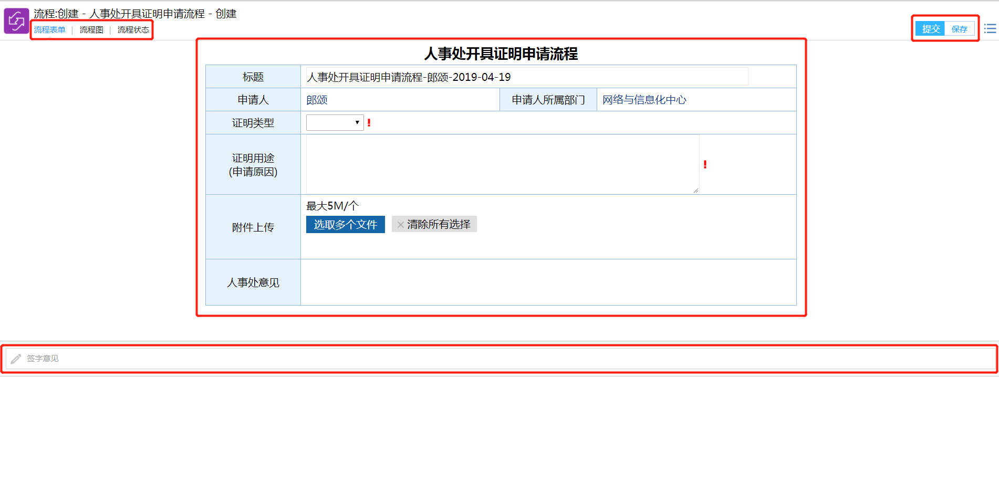 流程:创建 - 人事处开具证明申请流程 - 创建
流程表单 | 流程图 | 流程状态
提交 保存
人事处开具证明申请流程
标题 人事处开具证明申请流程-郎颂-2019-04-19
申请人 郎颂 申请人所属部门 网络与信息化中心
证明类型 !
证明用途
(申请原因) !
最大5M/个
附件上传 选取多个文件 ×清除所有选择
人事处意见
签字意见